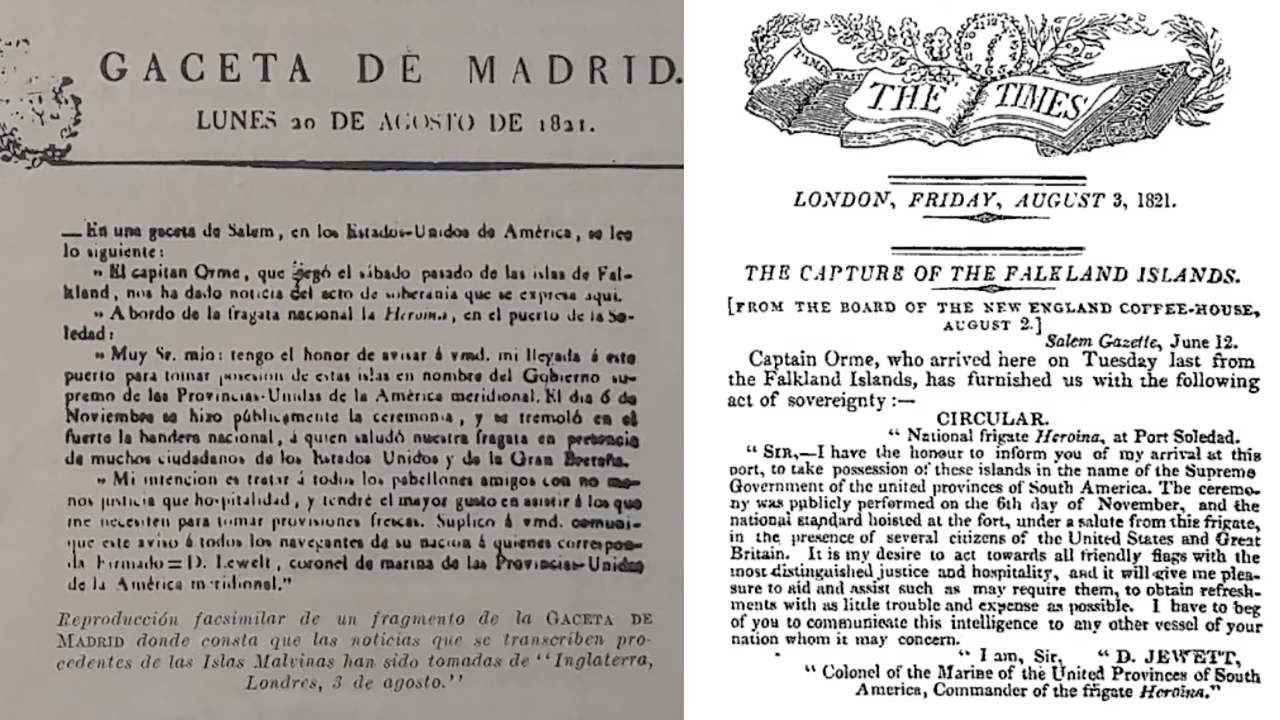 GACETA DE MADRID.
LUNES 20 DE AGOSTO DE 1821.
—En una gaceta de Salem, en los Estados-Unidos de América, se lee
lo siguiente:
» El capitan Orme, que llegó el sábado pasado de las islas de Fal-
kland, nos ha dado noticia del acto de soberania que se expresa aqui.
» A bordo de la fragata nacional la Heroina, en el puerto de la So-
ledad:
» Muy Sr. mio: tengo el honor de avisar á vmd. mi llegada á este
puerto para tomar posesion de estas islas en nombre del Gobierno su-
premo de las Provincias-Unidas de la América meridional. El dia 6 de
Noviembre se hizo públicamente la ceremonia, y se tremoló en el
fuerte la bandera nacional, á quien saludó nuestra fragata en presencia
de muchos ciudadanos de los Estados Unidos y de la Gran Bretaña.
» Mi intencion es tratar á todos los pabellones amigos con no me-
nos justicia que hospitalidad, y tendré el mayor gusto en asistir á los que
me necesiten para tomar provisiones frescas. Suplico á vmd. comuni-
que este aviso á todos los navegantes de su nacion á quienes correspon-
da Firmado=D. Lewelt, coronel de marina de las Provincias-Unidas
de la América meridional."
Reproducción facsimilar de un fragmento de la GACETA DE
MADRID donde consta que las noticias que se transcriben pro-
cedentes de las Islas Malvinas han sido tomadas de "Inglaterra,
Londres, 3 de agosto."
TIMES
PAST
THE TIMES
LONDON, FRIDAY, AUGUST 3, 1821.
THE CAPTURE OF THE FALKLAND ISLANDS.
[FROM THE BOARD OF THE NEW ENGLAND COFFEE-HOUSE,
AUGUST 2.]
Salem Gazette, June 12.
Captain Orme, who arrived here on Tuesday last from
the Falkland Islands, has furnished us with the following
act of sovereignty :—
CIRCULAR.
" National frigate Heroina, at Port Soledad.
" SIR,—I have the honour to inform you of my arrival at this
port, to take possession of these islands in the name of the Supreme
Government of the united provinces of South America. The ceremo-
ny was publicly performed on the 6th day of November, and the
national standard hoisted at the fort, under a salute from this frigate,
in the presence of several citizens of the United States and Great
Britain. It is my desire to act towards all friendly flags with the
most distinguished justice and hospitality, and it will give me plea-
sure to aid and assist such as may require them, to obtain refresh-
ments with as little trouble and expense as possible. I have to beg
of you to communicate this intelligence to any other vessel of your
nation whom it may concern.
" I am, Sir, " D. JEWETT,
" Colonel of the Marine of the United Provinces of South
America, Commander of the frigate Heroina."